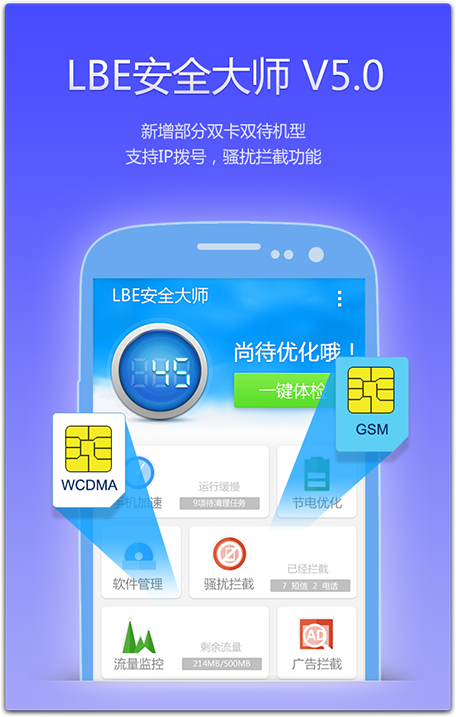 LBE安全大师 V5.0
新增部分双卡双待机型
支持IP拨号，骚扰拦截功能
LBE安全大师
45
尚待优化哦！
一键体检
GSM
WCDMA
手机加速
运行缓慢
9项待清理任务
节电优化
软件管理
骚扰拦截
已经拦截
7 短信 2 电话
流量监控
剩余流量
214MB/500MB
AD
广告拦截